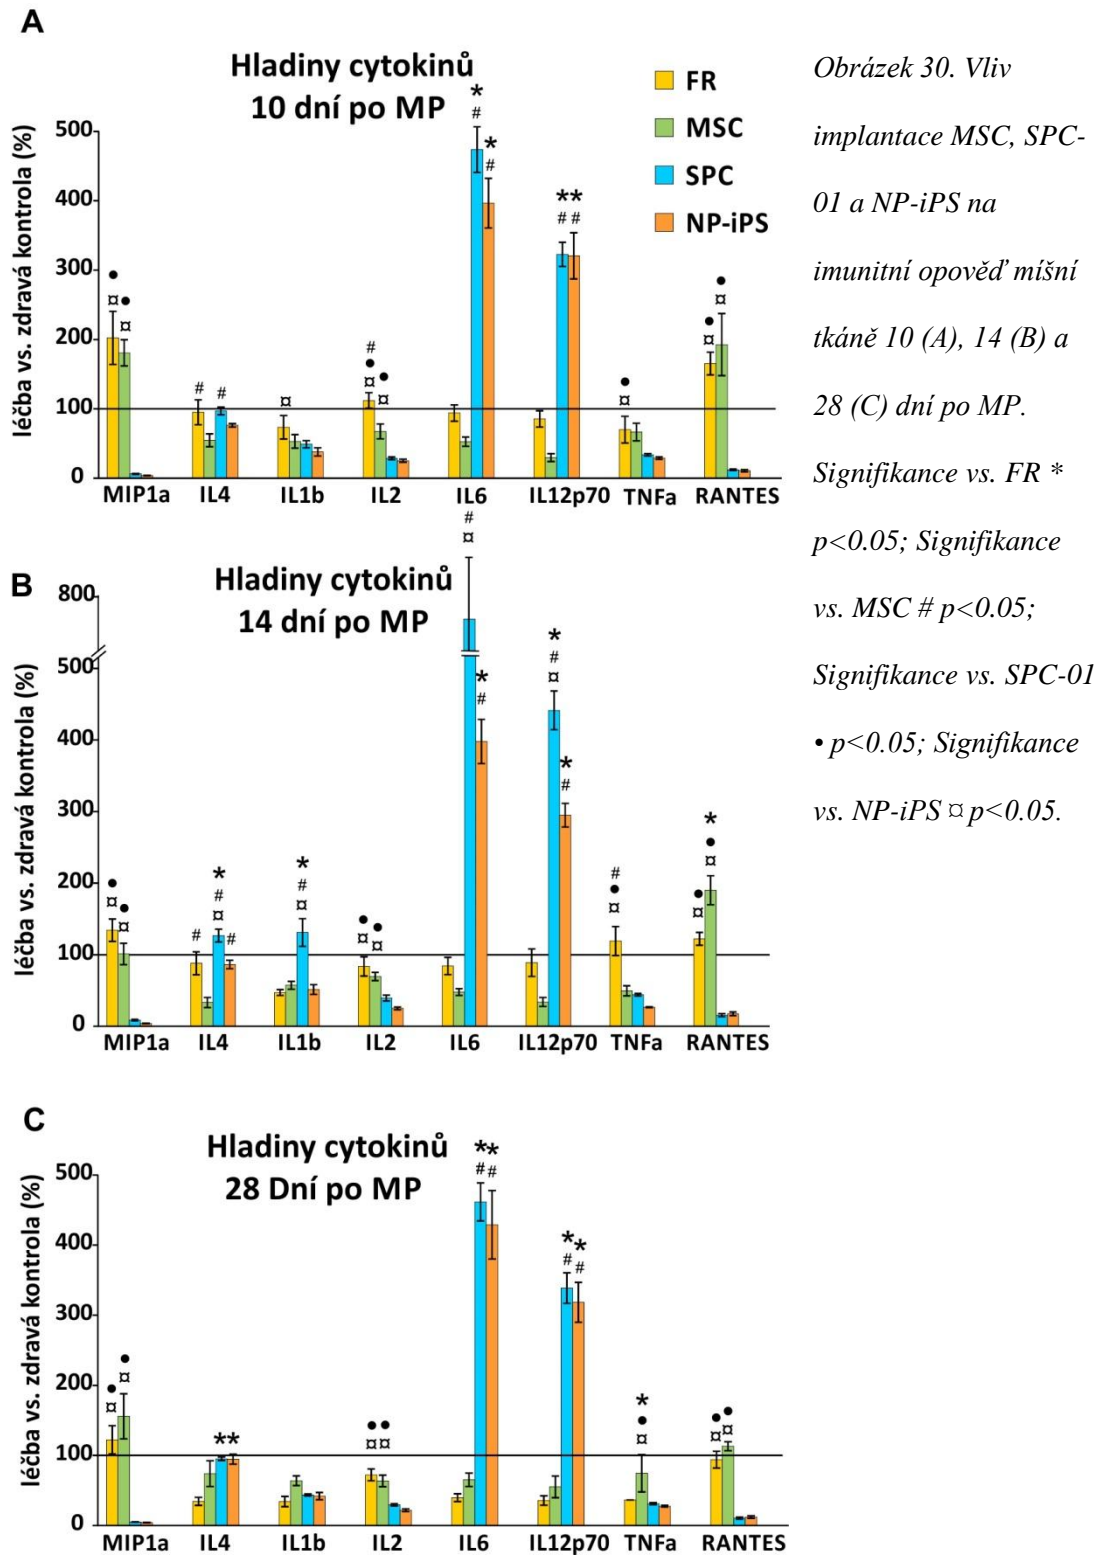 A
Hladiny cytokinů
10 dní po MP
FR
MSC
SPC
NP-iPS
léčba vs. zdravá kontrola (%)
500
400
300
200
100
0
* #
* #
** ##
• ¤
• ¤
#
#
¤
# • ¤
• ¤
• ¤
• ¤
• ¤
MIP1a IL4 IL1b IL2 IL6 IL12p70 TNFa RANTES
Obrázek 30. Vliv
implantace MSC, SPC-
01 a NP-iPS na
imunitní opověď míšní
tkáně 10 (A), 14 (B) a
28 (C) dní po MP.
Signifikance vs. FR *
p<0.05; Signifikance
vs. MSC # p<0.05;
Signifikance vs. SPC-01
• p<0.05; Signifikance
vs. NP-iPS ¤ p<0.05.
B
Hladiny cytokinů
14 dní po MP
léčba vs. zdravá kontrola (%)
800
500
400
300
200
100
0
• ¤
• ¤
#
* # ¤
#
* # ¤
• ¤
• ¤
# ¤
* #
* # ¤
* #
# • ¤
• ¤
* • ¤
MIP1a IL4 IL1b IL2 IL6 IL12p70 TNFa RANTES
C
Hladiny cytokinů
28 Dní po MP
léčba vs. zdravá kontrola (%)
500
400
300
200
100
0
• ¤
• ¤
**
• ¤
• ¤
* #
* #
* #
* #
* • ¤
• ¤
• ¤
MIP1a IL4 IL1b IL2 IL6 IL12p70 TNFa RANTES